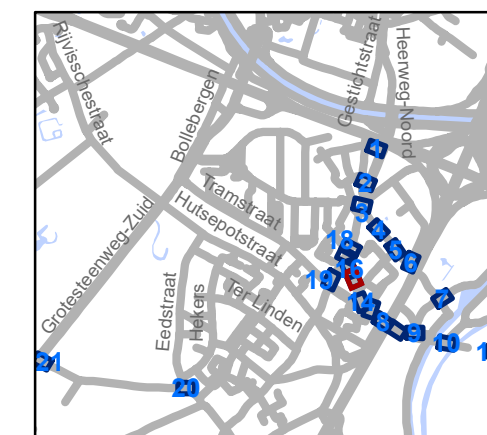 Rijvisschestraat
Bollebergen
Gestichtstraat
Heerweg-Noord
Tramstraat
Hutsepotstraat
Grotesteenweg-Zuid
Eedstraat
Hekers
Ter-Linden
1
2
3
4
5
6
7
18
16
19
14
8
9
10
21
20